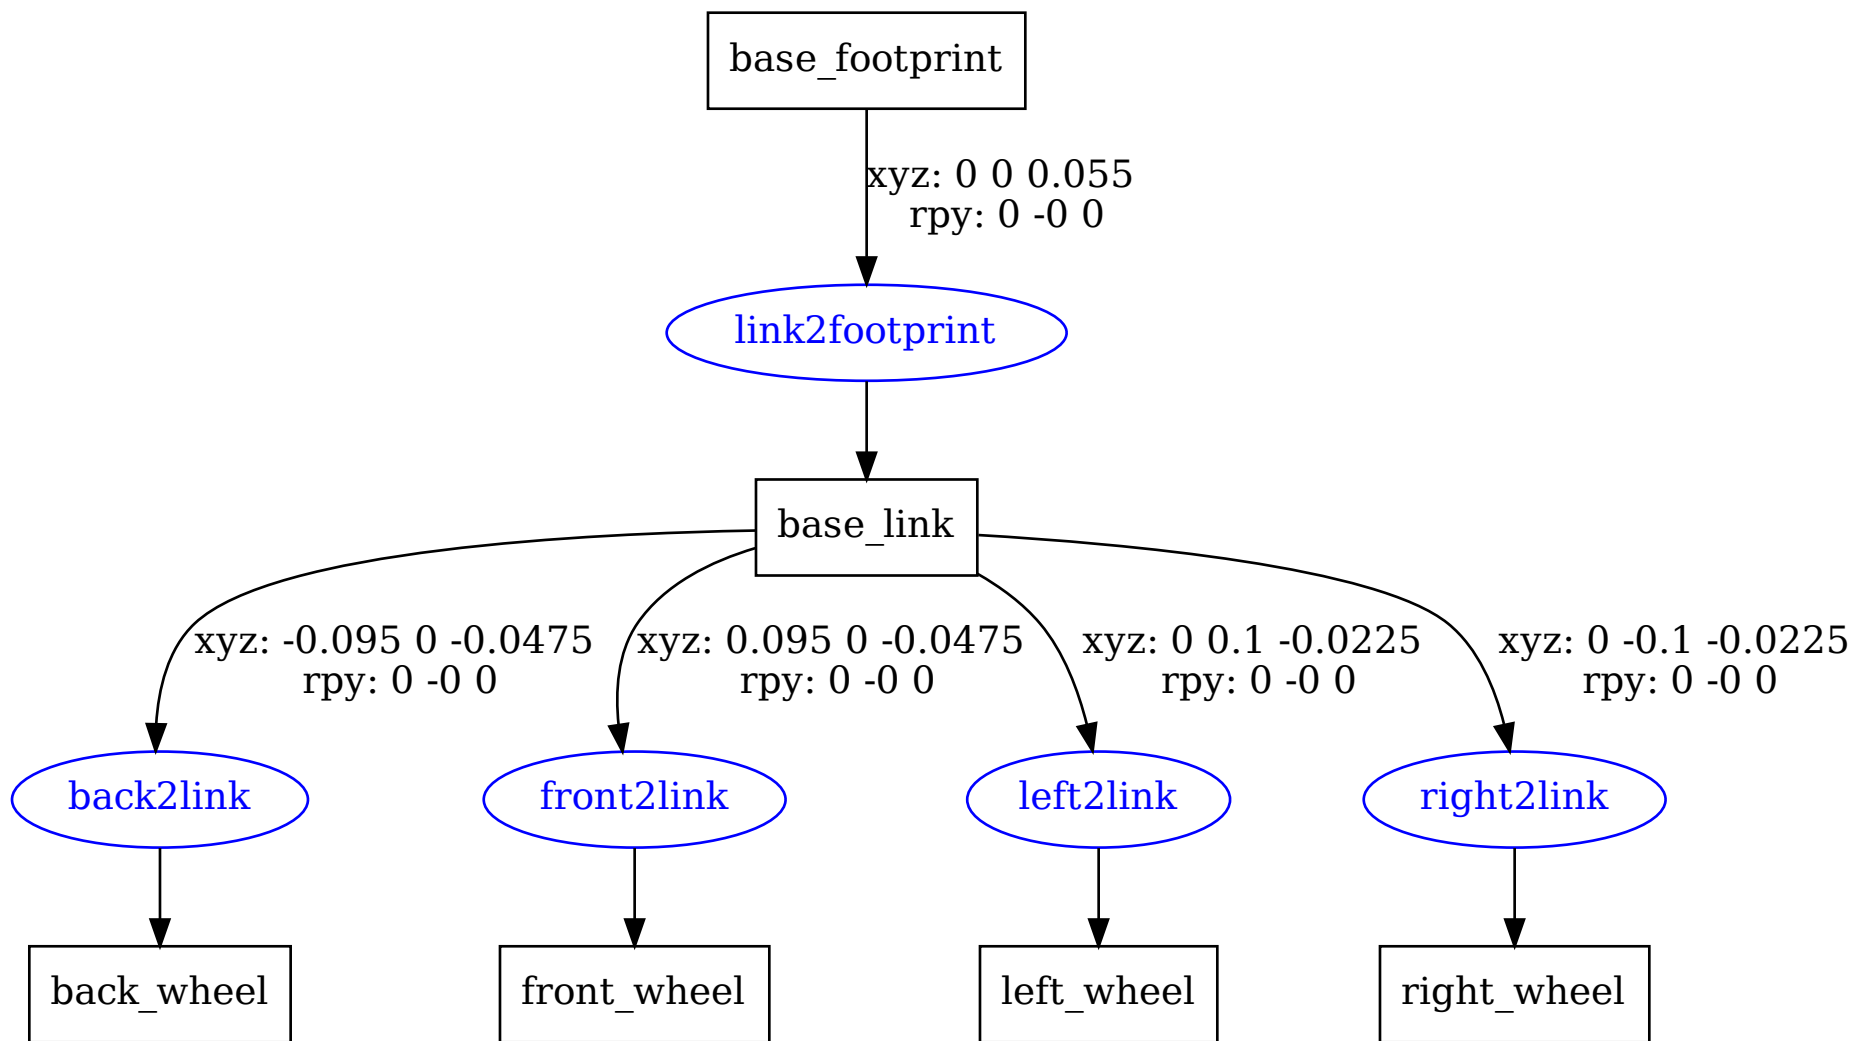 base_footprint
xyz: 0 0 0.055
rpy: 0 -0 0
link2footprint
base_link
xyz: -0.095 0 -0.0475
rpy: 0 -0 0
xyz: 0.095 0 -0.0475
rpy: 0 -0 0
xyz: 0 0.1 -0.0225
rpy: 0 -0 0
xyz: 0 -0.1 -0.0225
rpy: 0 -0 0
back2link
front2link
left2link
right2link
back_wheel
front_wheel
left_wheel
right_wheel